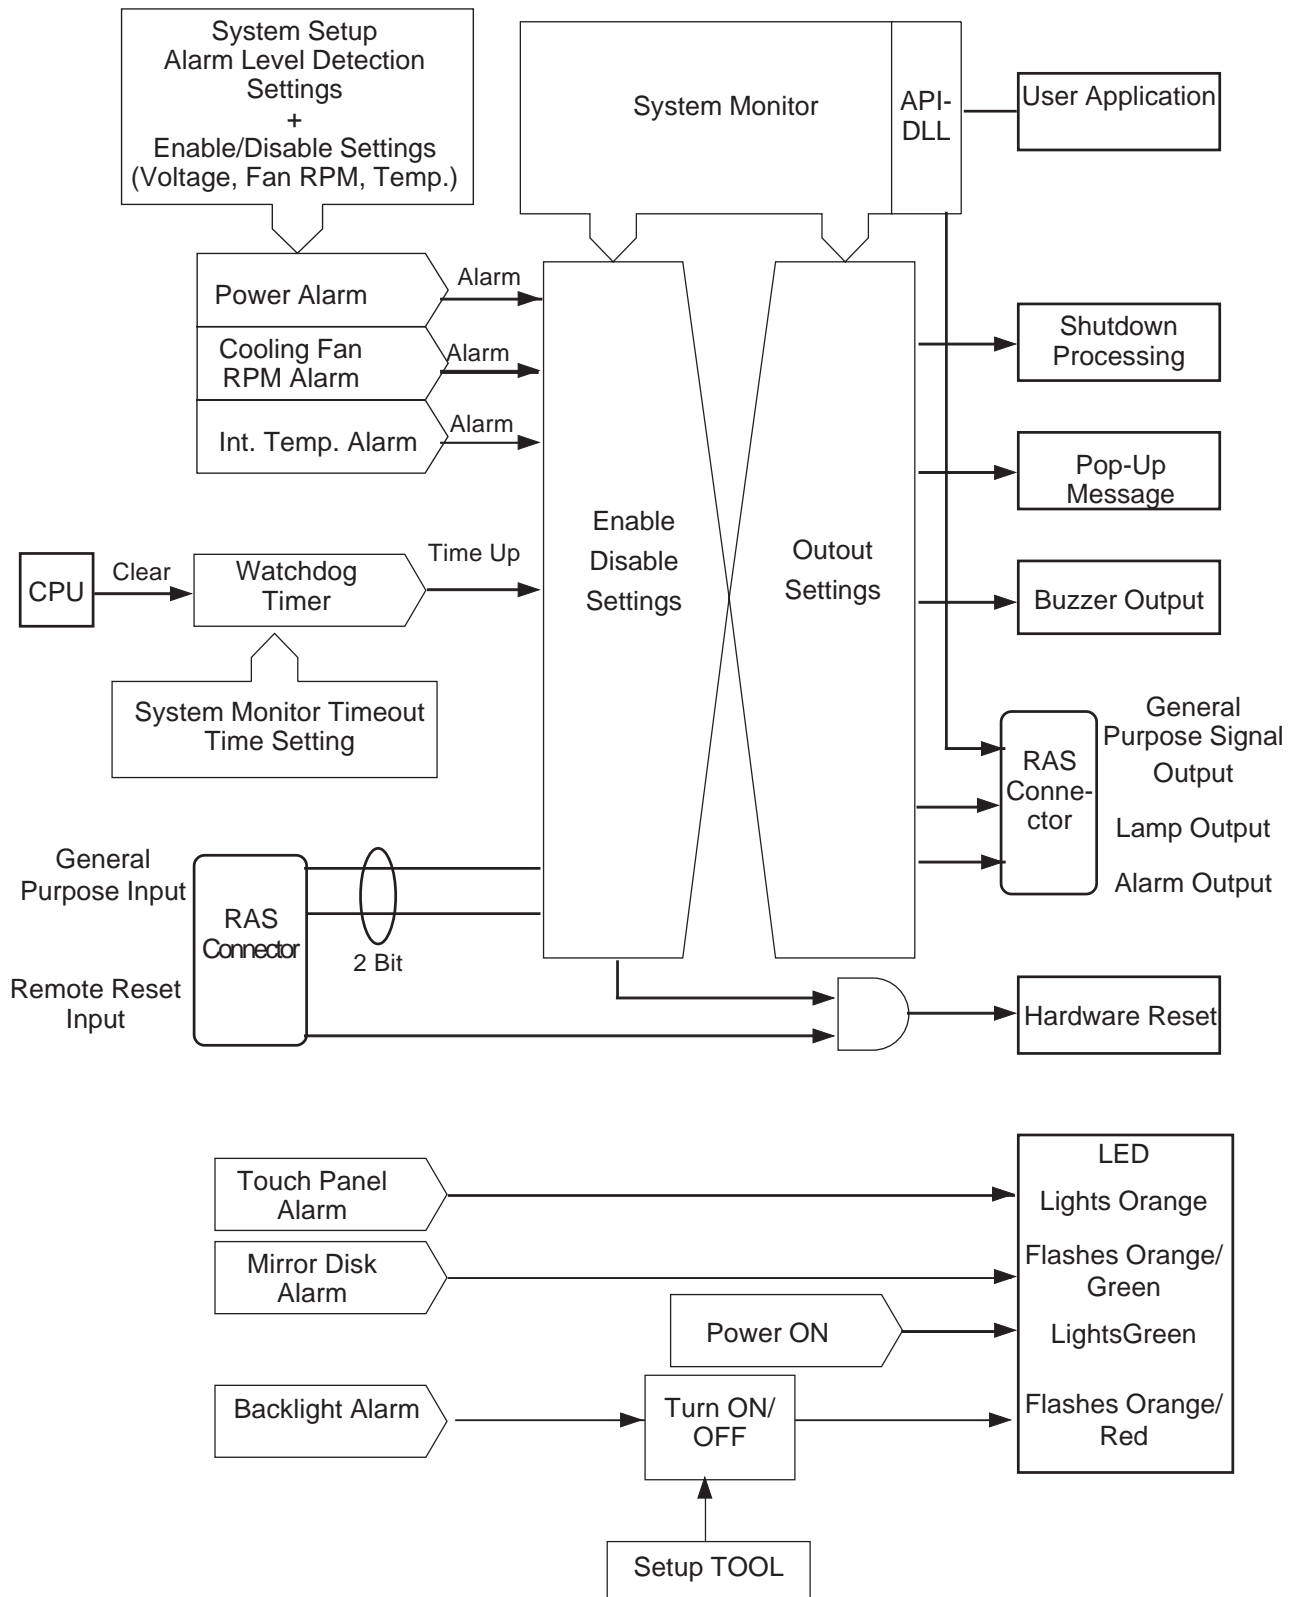 System Setup
Alarm Level Detection
Settings
+
Enable/Disable Settings
(Voltage, Fan RPM, Temp.)
System Monitor
API-
DLL
User Application
Power Alarm
Alarm
Cooling Fan
RPM Alarm
Alarm
Int. Temp. Alarm
Alarm
Shutdown
Processing
Pop-Up
Message
Enable
Disable
Settings
Outout
Settings
Buzzer Output
CPU
Clear
Watchdog
Timer
Time Up
System Monitor Timeout
Time Setting
RAS
Conne-
ctor
General
Purpose Signal
Output
Lamp Output
Alarm Output
General
Purpose Input
RAS
Connector
2 Bit
Remote Reset
Input
Hardware Reset
Touch Panel
Alarm
Mirror Disk
Alarm
Power ON
Backlight Alarm
Turn ON/
OFF
Setup TOOL
LED
Lights Orange
Flashes Orange/
Green
LightsGreen
Flashes Orange/
Red